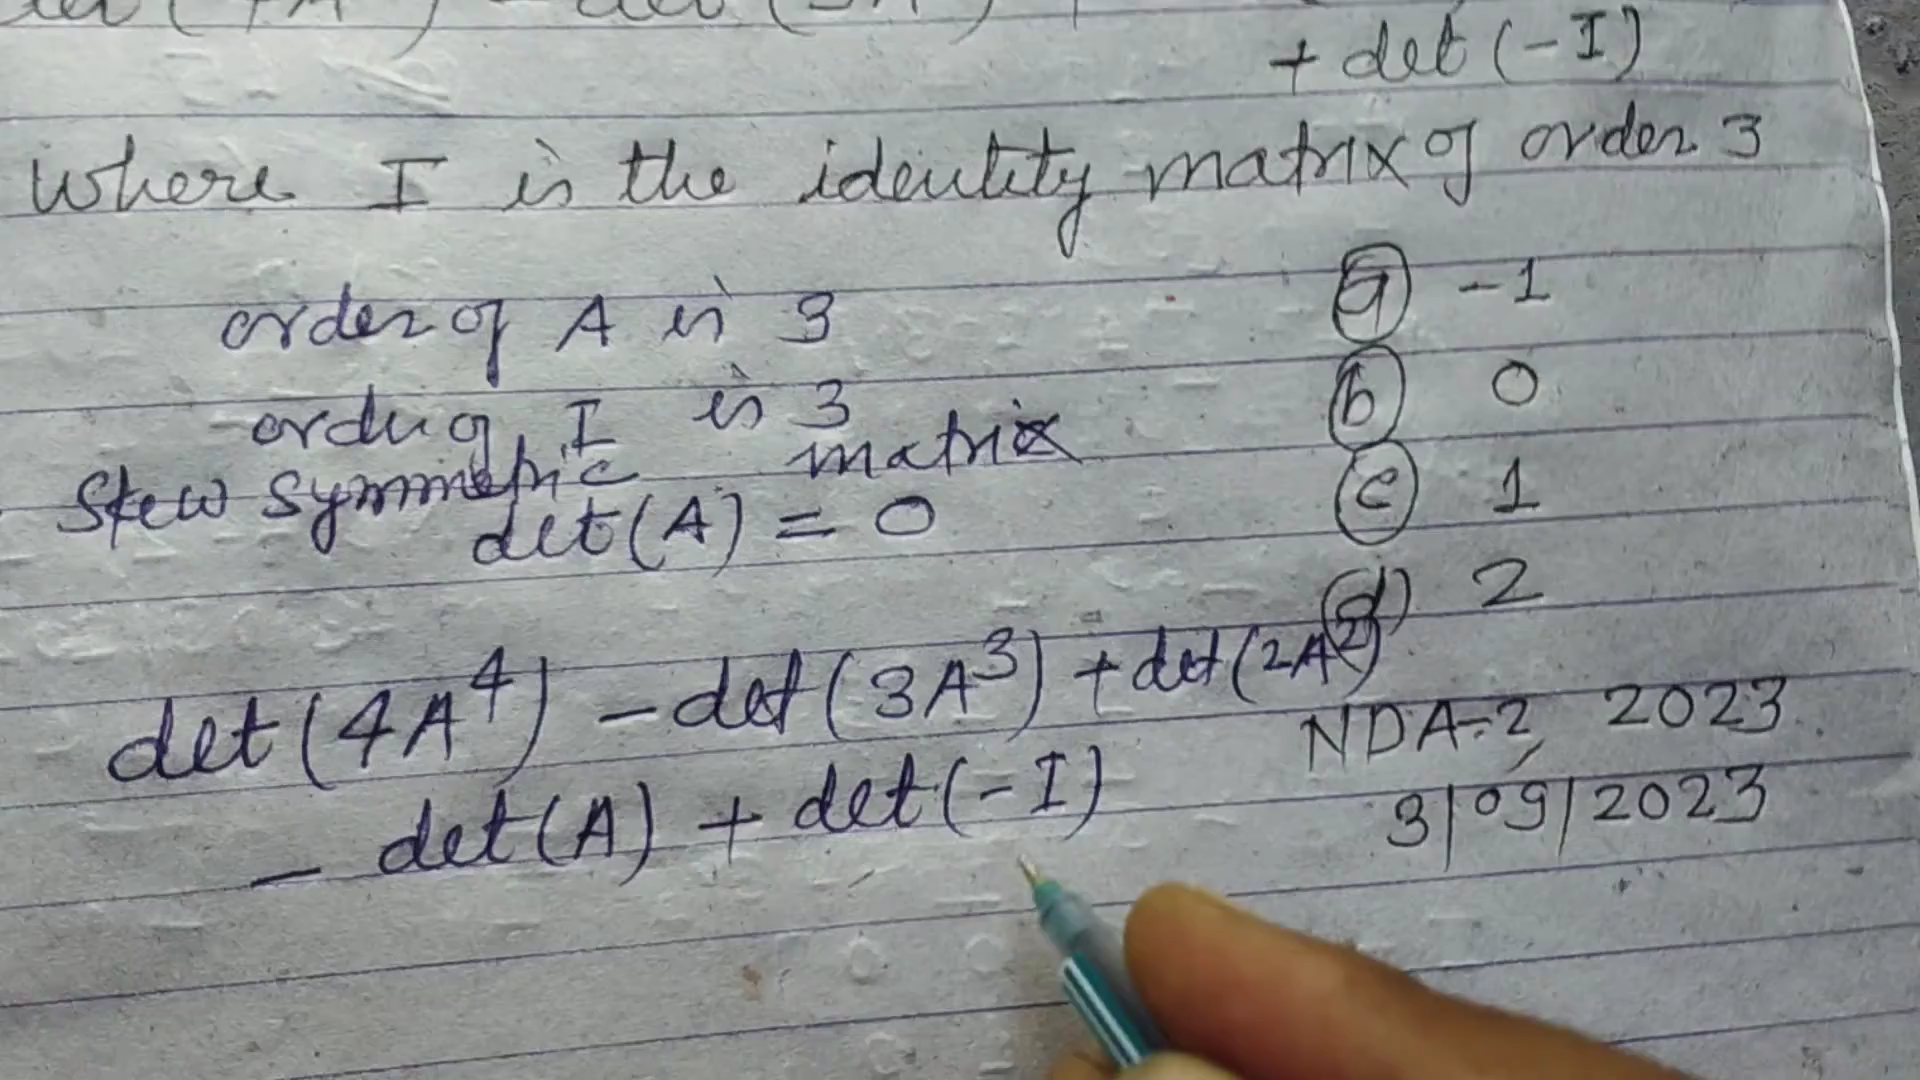 + det (-I)
where I is the identity matrix of order 3
order of A is 3
(a) -1
order of I is 3
(b) 0
Skew symmetric matrix
det(A) = 0
(c) 1
(d) 2
det(4A⁴) - det(3A³) + det(2A²)
- det(A) + det(-I)
NDA-2, 2023
3/09/2023